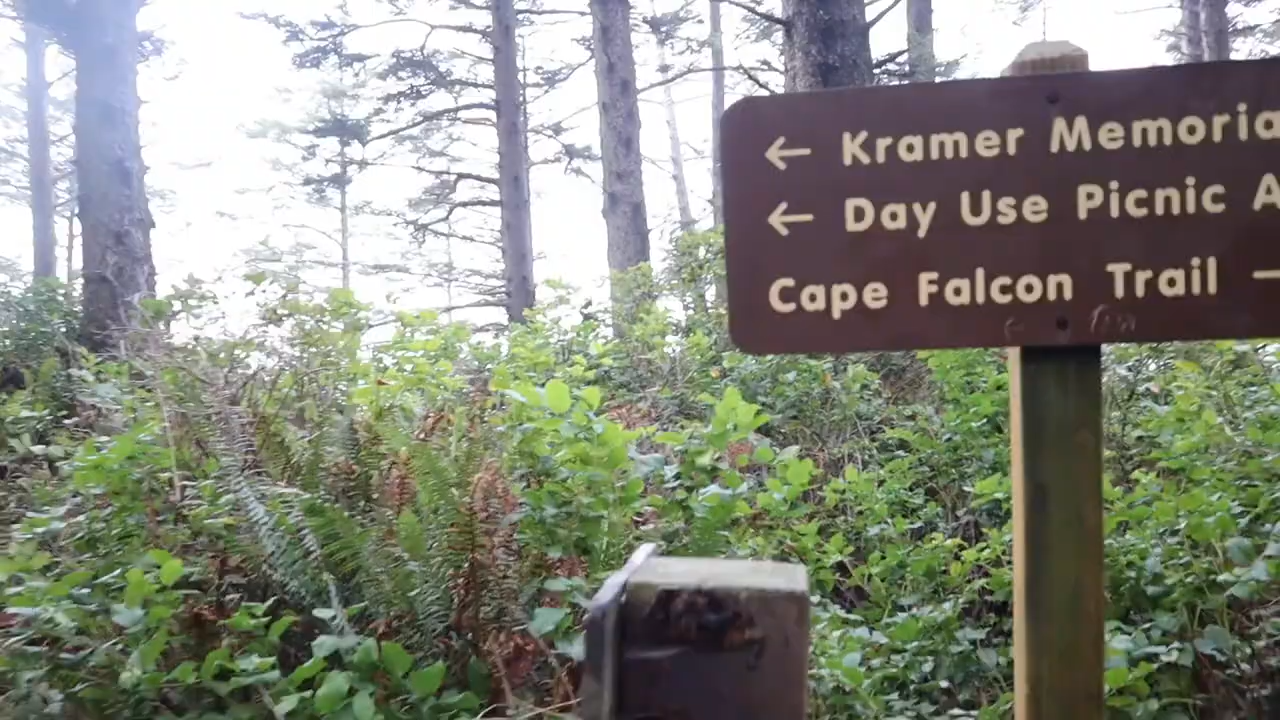 ← Kramer Memoria
← Day Use Picnic A
Cape Falcon Trail →